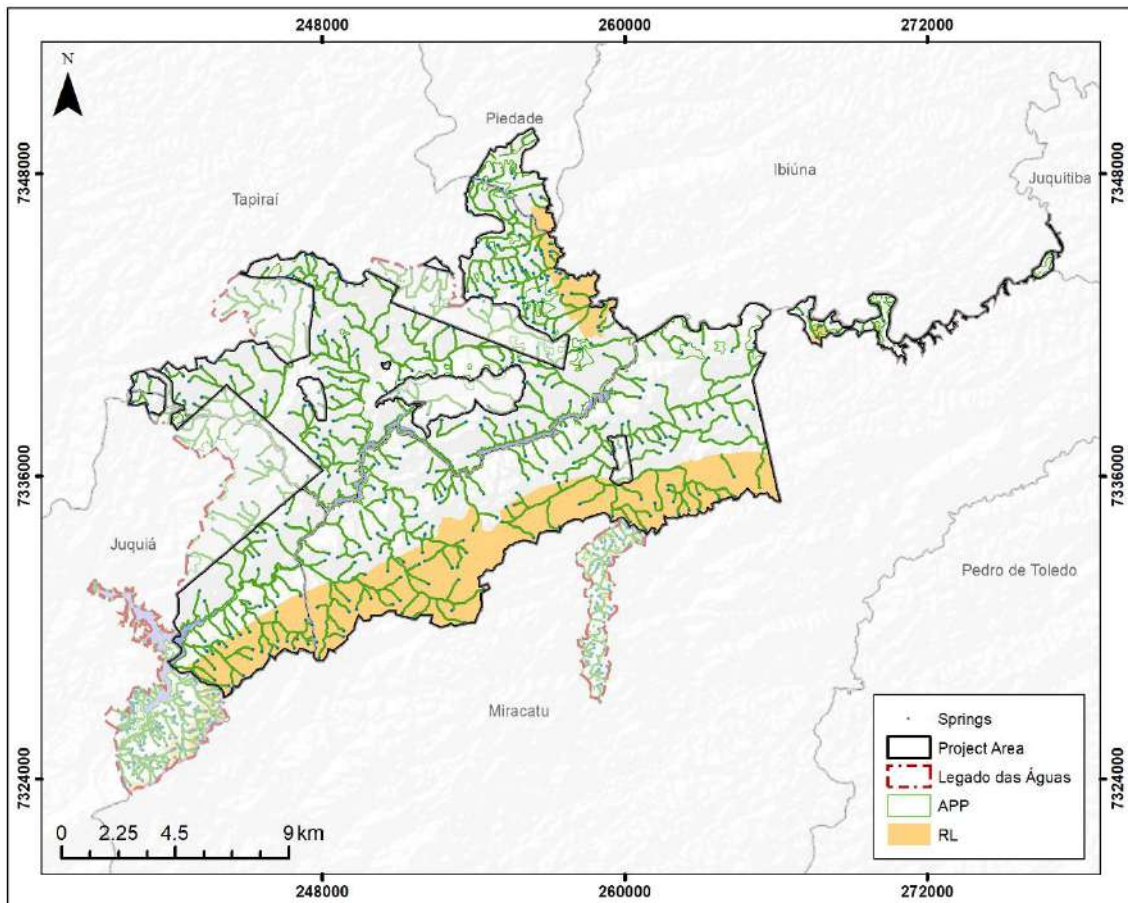 248000 260000 272000
N
Piedade
7348000 Tapiraí Ibiúna Juquitiba 7348000
7336000 7336000
Juquiá
Pedro de Toledo
Miracatu
7324000 7324000
Springs
Project Area
Legado das Águas
APP
RL
0 2.25 4.5 9 km
248000 260000 272000